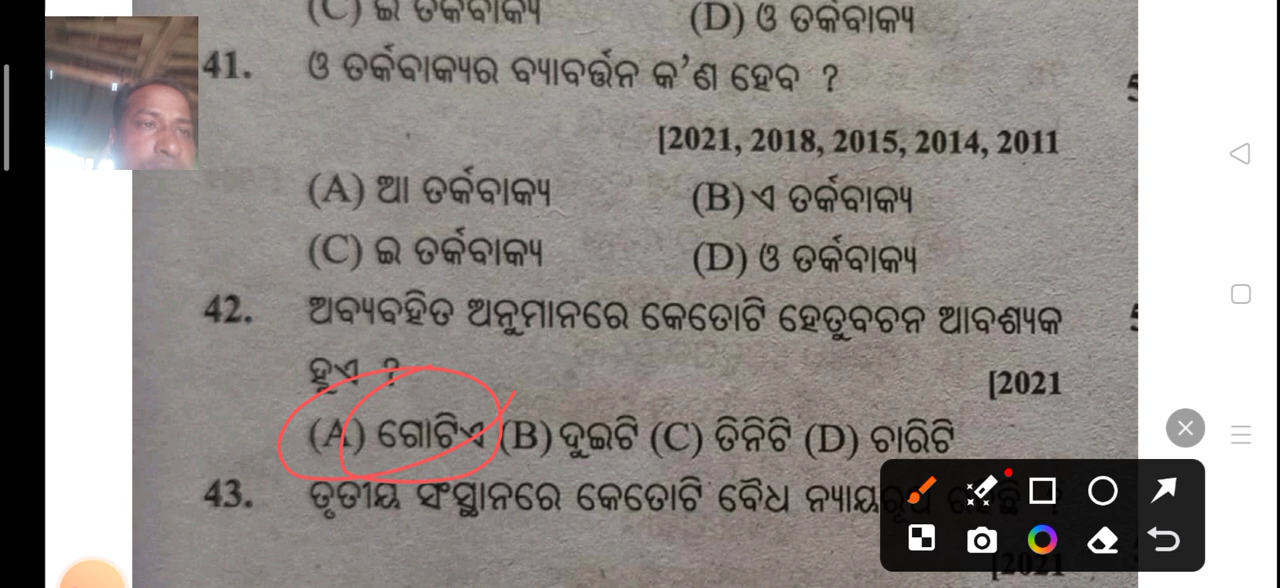 (C) ଇ ତର୍କବାକ୍ୟ (D) ଓ ତର୍କବାକ୍ୟ
41. ଓ ତର୍କବାକ୍ୟର ବ୍ୟାବର୍ତ୍ତନ କ'ଣ ହେବ ?
[2021, 2018, 2015, 2014, 2011
(A) ଆ ତର୍କବାକ୍ୟ (B) ଏ ତର୍କବାକ୍ୟ
(C) ଇ ତର୍କବାକ୍ୟ (D) ଓ ତର୍କବାକ୍ୟ
42. ଅବ୍ୟବହିତ ଅନୁମାନରେ କେତୋଟି ହେତୁବଚନ ଆବଶ୍ୟକ
ହୁଏ ? [2021
(A) ଗୋଟିଏ (B) ଦୁଇଟି (C) ତିନିଟି (D) ଚାରିଟି
43. ତୃତୀୟ ସଂସ୍ଥାନରେ କେତୋଟି ବୈଧ
[2021